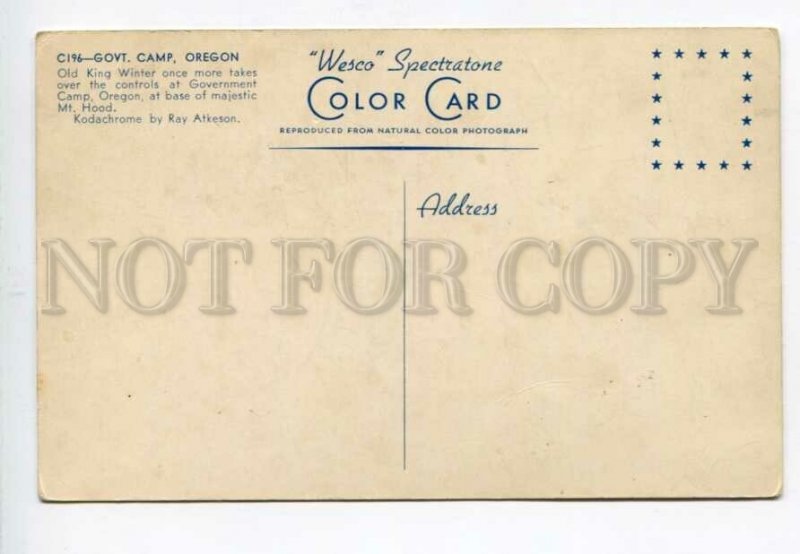 C196—GOVT. CAMP, OREGON
Old King Winter once more takes
over the controls at Government
Camp, Oregon, at base of majestic
Mt. Hood.
Kodachrome by Ray Atkeson.
"Wesco" Spectratone
COLOR CARD
REPRODUCED FROM NATURAL COLOR PHOTOGRAPH
Address
NOT FOR COPY